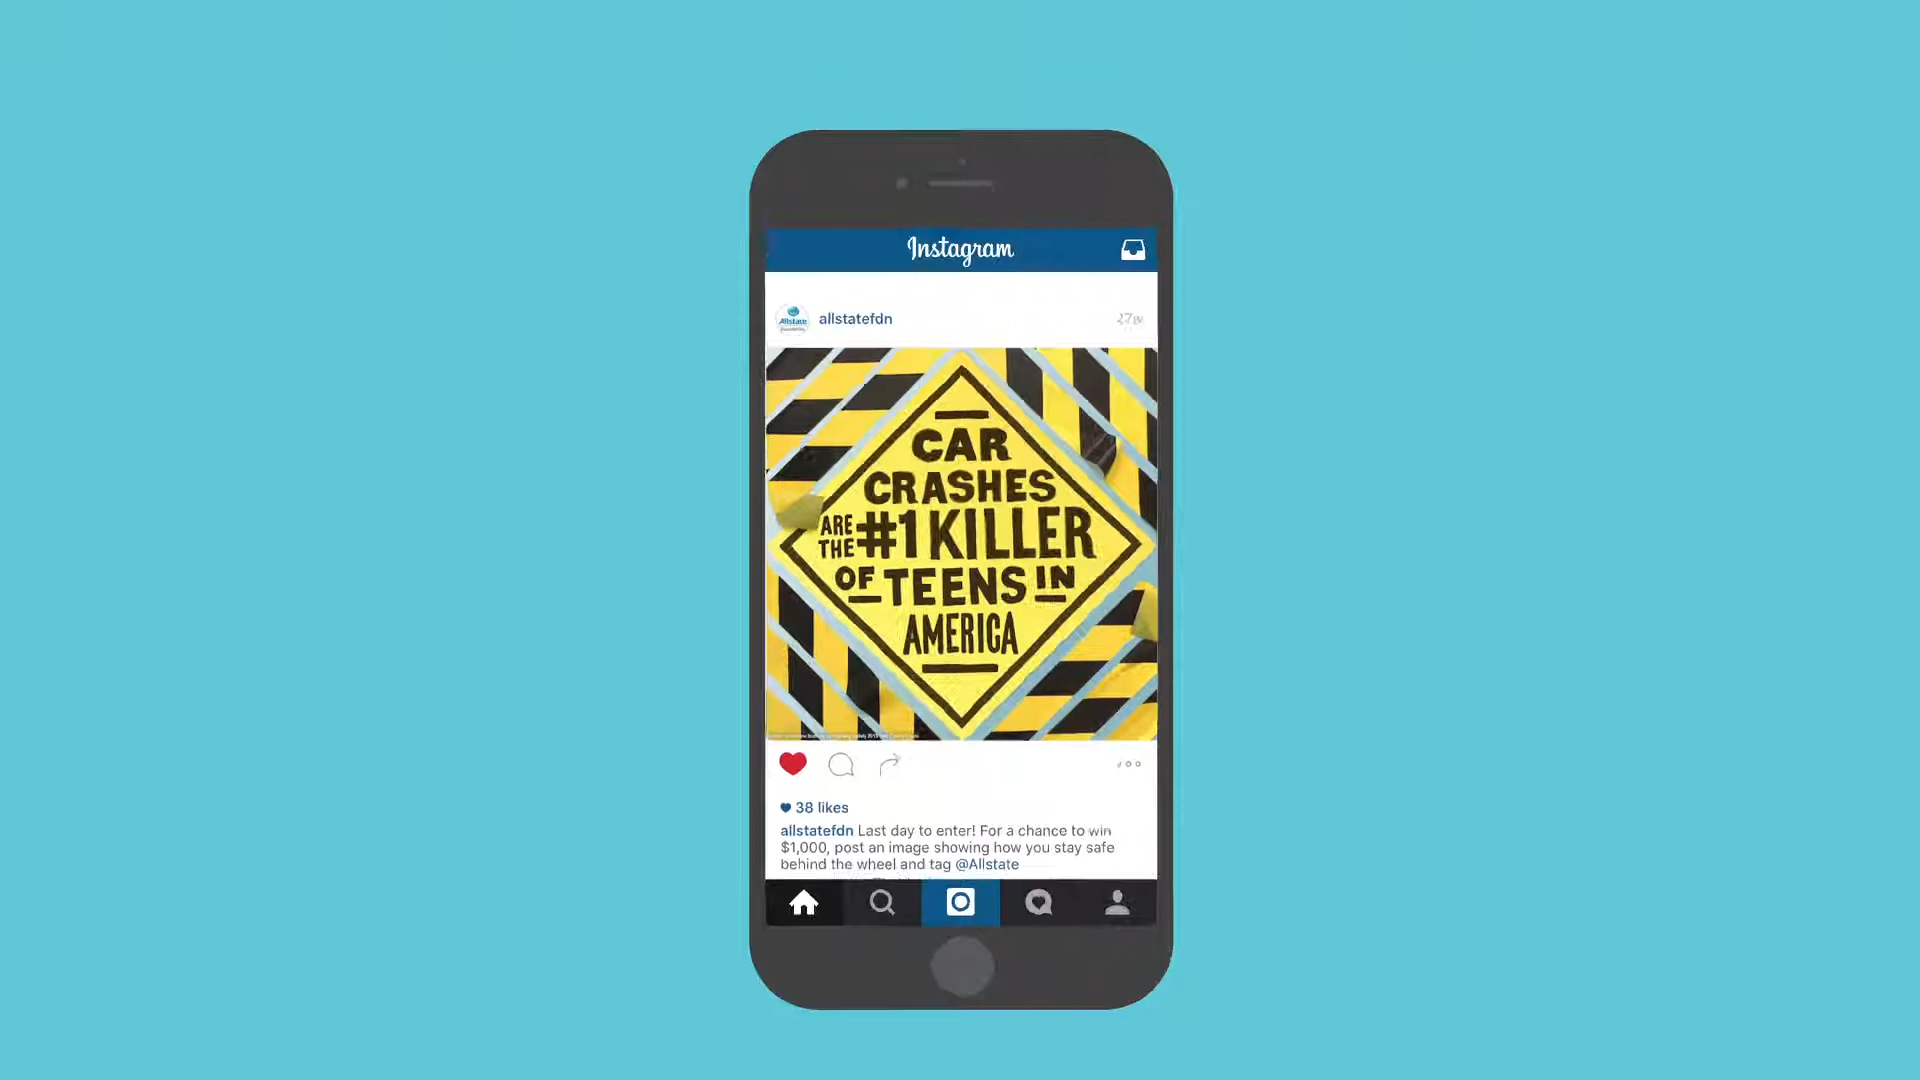 Instagram
Allstate
allstatefdn
27w
CAR
CRASHES
ARE THE #1 KILLER
OF TEENS IN
AMERICA
38 likes
allstatefdn Last day to enter! For a chance to win
$1,000, post an image showing how you stay safe
behind the wheel and tag @Allstate